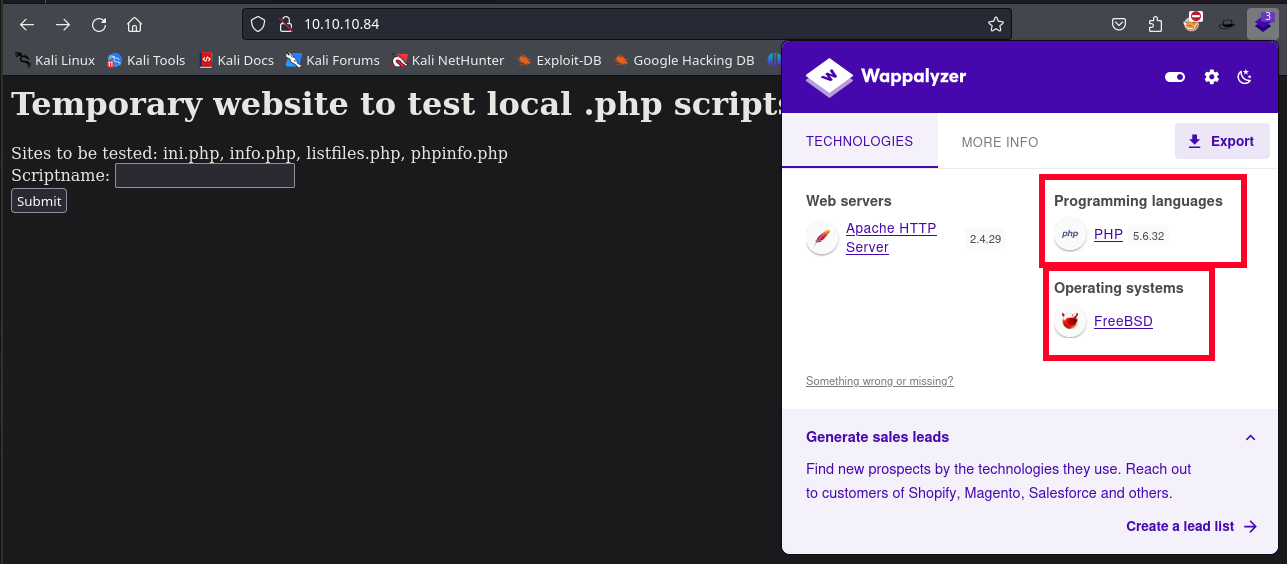 10.10.10.84
3
Kali Linux Kali Tools Kali Docs Kali Forums Kali NetHunter Exploit-DB Google Hacking DB
Temporary website to test local .php scripts
Sites to be tested: ini.php, info.php, listfiles.php, phpinfo.php
Scriptname:
Submit
Wappalyzer
TECHNOLOGIES MORE INFO Export
Web servers
Apache HTTP
Server
2.4.29
Programming languages
php PHP 5.6.32
Operating systems
FreeBSD
Something wrong or missing?
Generate sales leads
Find new prospects by the technologies they use. Reach out
to customers of Shopify, Magento, Salesforce and others.
Create a lead list